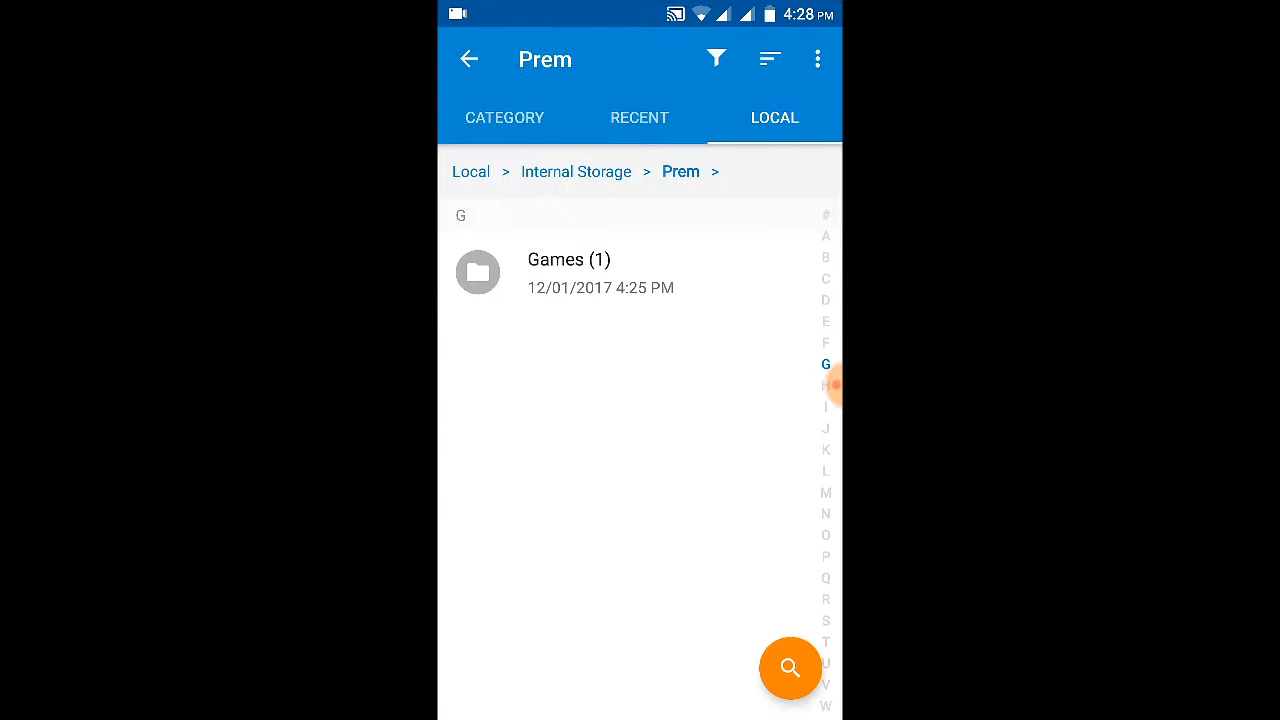 4:28 PM
Prem
CATEGORY RECENT LOCAL
Local > Internal Storage > Prem >
G
Games (1)
12/01/2017 4:25 PM
#
A
B
C
D
E
F
G
H
I
J
K
L
M
N
O
P
Q
R
S
T
U
V
W